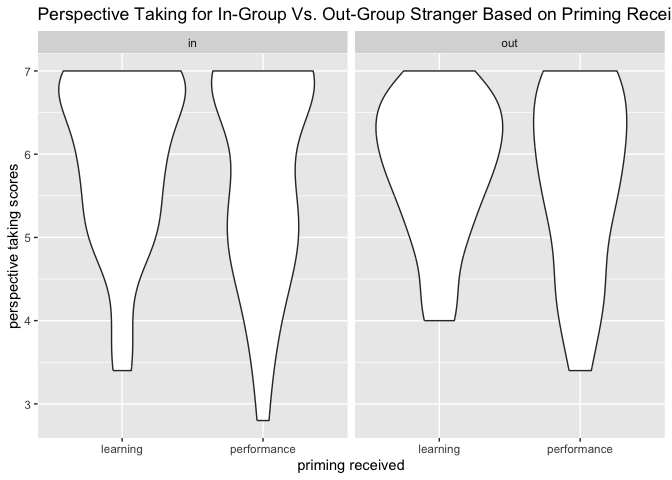 Perspective Taking for In-Group Vs. Out-Group Stranger Based on Priming Recei
in
out
7
6
5
4
3
perspective taking scores
learning
performance
learning
performance
priming received